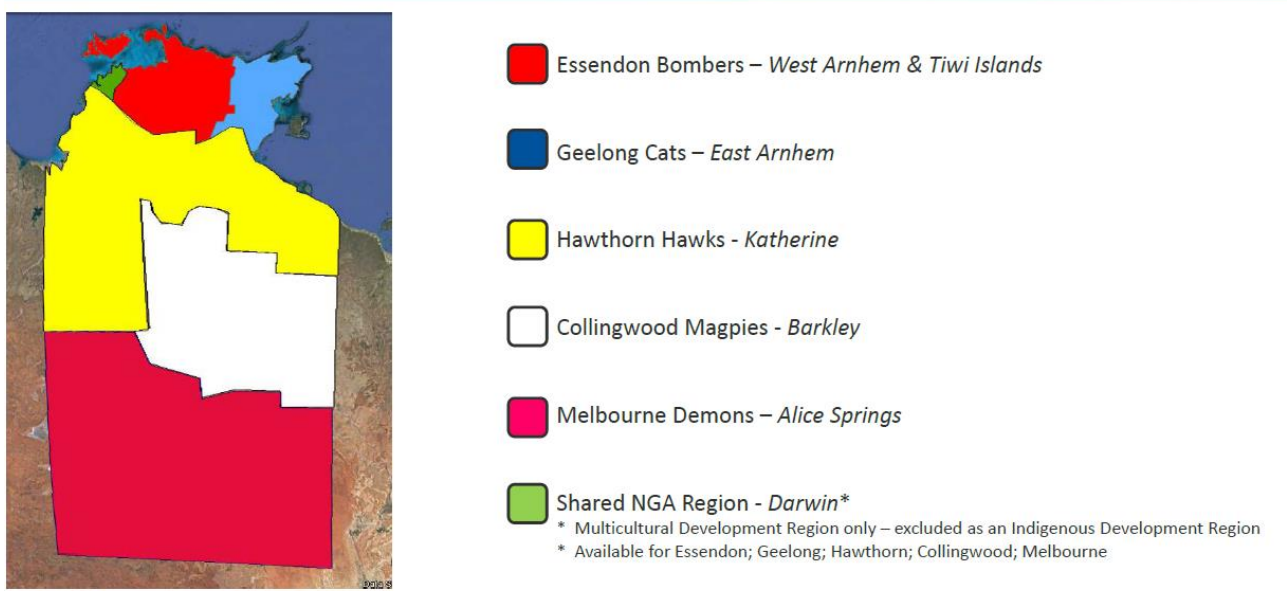 Essendon Bombers – West Arnhem & Tiwi Islands
Geelong Cats – East Arnhem
Hawthorn Hawks - Katherine
Collingwood Magpies - Barkley
Melbourne Demons – Alice Springs
Shared NGA Region - Darwin*
* Multicultural Development Region only – excluded as an Indigenous Development Region
* Available for Essendon; Geelong; Hawthorn; Collingwood; Melbourne